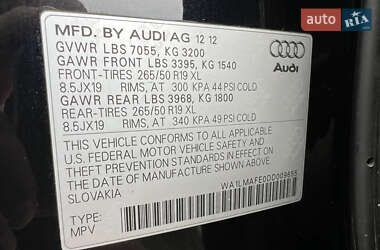 auto
RIA.com
MFD. BY AUDI AG 12 12
GVWR LBS 7055, KG 3200
GAWR FRONT LBS 3395, KG 1540
FRONT-TIRES 265/50 R19 XL
8.5JX19 RIMS, AT 300 KPA 44 PSI COLD
GAWR REAR LBS 3968, KG 1800
REAR-TIRES 265/50 R19 XL
8.5JX19 RIMS, AT 340 KPA 49 PSI COLD
Audi
THIS VEHICLE CONFORMS TO ALL APPLICABLE
U.S. FEDERAL MOTOR VEHICLE SAFETY AND
THEFT PREVENTION STANDARDS IN EFFECT ON
THE DATE OF MANUFACTURE SHOWN ABOVE
SLOVAKIA WA1LMAFE0DD009655
TYPE:
MPV